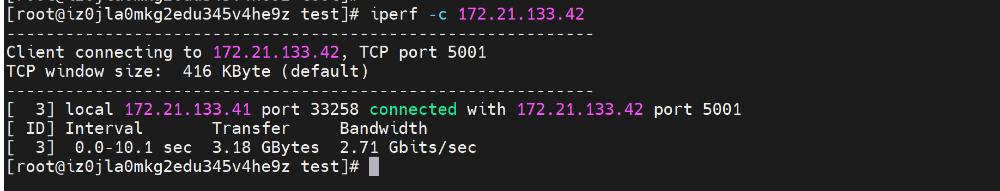 [root@iz0jla0mkg2edu345v4he9z test]# iperf -c 172.21.133.42
------------------------------------------------------------
Client connecting to 172.21.133.42, TCP port 5001
TCP window size:  416 KByte (default)
------------------------------------------------------------
[  3] local 172.21.133.41 port 33258 connected with 172.21.133.42 port 5001
[ ID] Interval       Transfer     Bandwidth
[  3]  0.0-10.1 sec  3.18 GBytes  2.71 Gbits/sec
[root@iz0jla0mkg2edu345v4he9z test]#